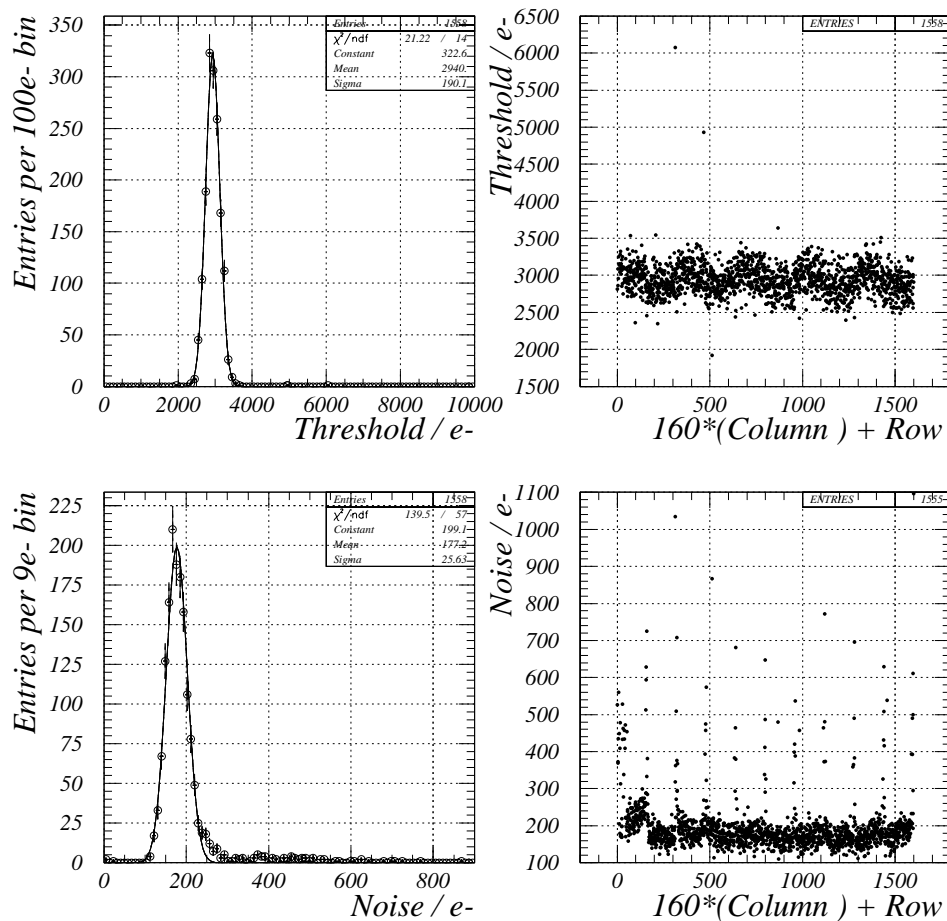 Entries 1558
χ²/ndf 21.22 / 14
Constant 322.6
Mean 2940.
Sigma 190.1
Entries per 100e- bin
350
300
250
200
150
100
50
0
0 2000 4000 6000 8000 10000
Threshold / e-
ENTRIES 1558
Threshold / e-
6500
6000
5500
5000
4500
4000
3500
3000
2500
2000
1500
0 500 1000 1500
160*(Column ) + Row
Entries 1558
χ²/ndf 139.5 / 57
Constant 199.1
Mean 177.2
Sigma 25.63
Entries per 9e- bin
225
200
175
150
125
100
75
50
25
0
0 200 400 600 800
Noise / e-
ENTRIES 1555
Noise / e-
1100
1000
900
800
700
600
500
400
300
200
100
0 500 1000 1500
160*(Column ) + Row